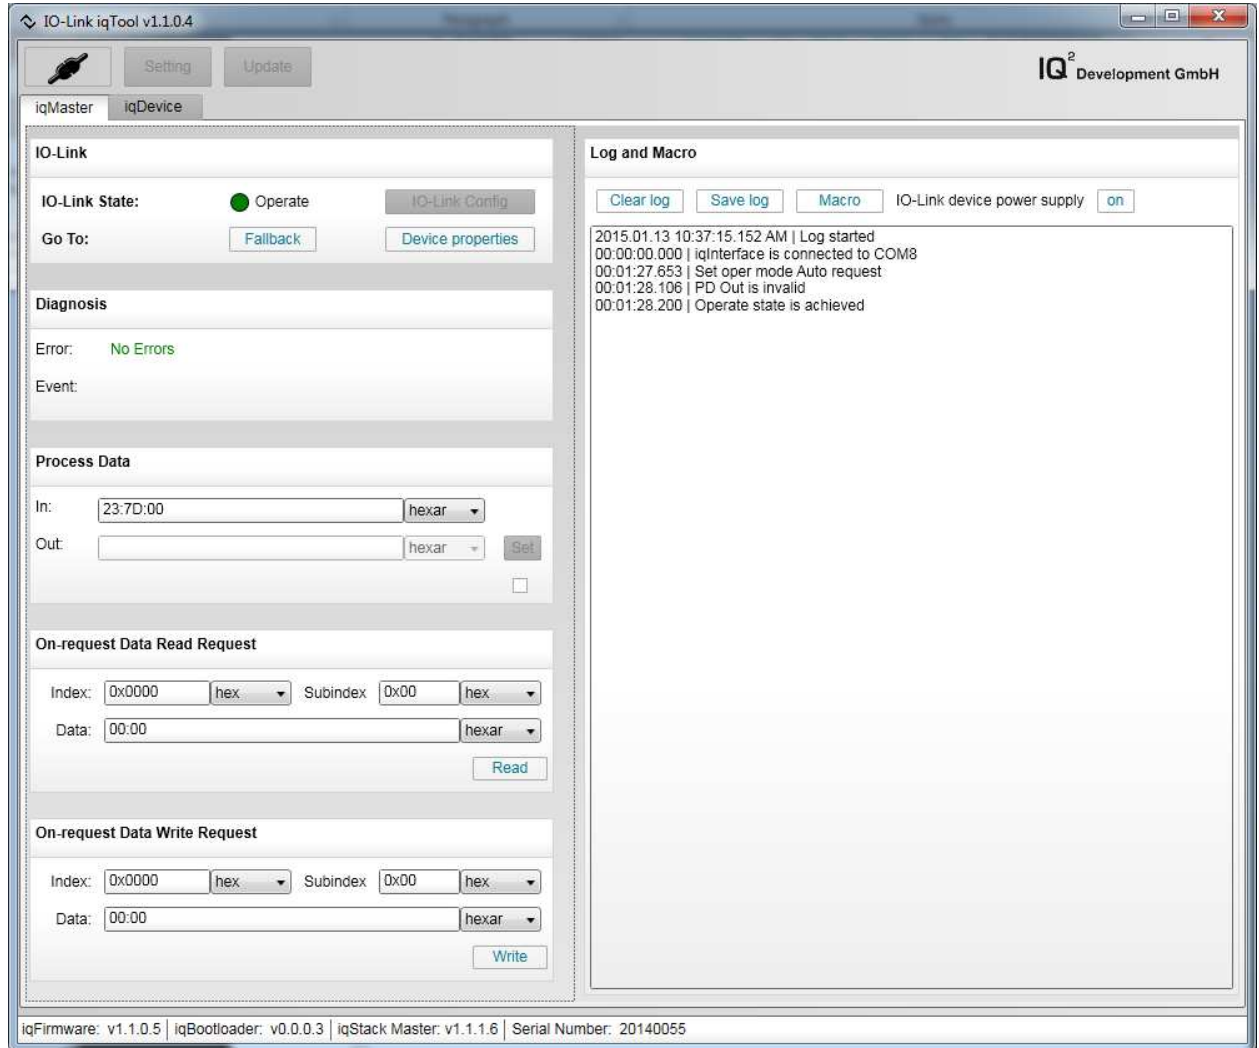 IO-Link iqTool v1.1.0.4
Setting Update
IQ2 Development GmbH
iqMaster iqDevice
IO-Link
IO-Link State: Operate IO-Link Config
Go To: Fallback Device properties
Diagnosis
Error: No Errors
Event:
Process Data
In: 23:7D:00 hexar
Out: hexar Set
On-request Data Read Request
Index: 0x0000 hex Subindex 0x00 hex
Data: 00:00 hexar
Read
On-request Data Write Request
Index: 0x0000 hex Subindex 0x00 hex
Data: 00:00 hexar
Write
Log and Macro
Clear log Save log Macro IO-Link device power supply on
2015.01.13 10:37:15.152 AM | Log started
00:00:00.000 | iqInterface is connected to COM8
00:01:27.653 | Set oper mode Auto request
00:01:28.106 | PD Out is invalid
00:01:28.200 | Operate state is achieved
iqFirmware: v1.1.0.5 | iqBootloader: v0.0.0.3 | iqStack Master: v1.1.1.6 | Serial Number: 20140055